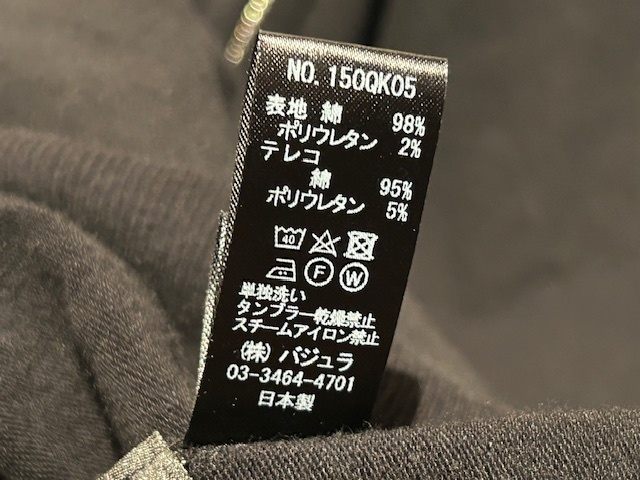 NO.150QK05
表地 綿 98%
ポリウレタン 2%
テレコ
綿 95%
ポリウレタン 5%
40
F W
単独洗い
タンブラー乾燥禁止
スチームアイロン禁止
(株) バジュラ
03-3464-4701
日本製